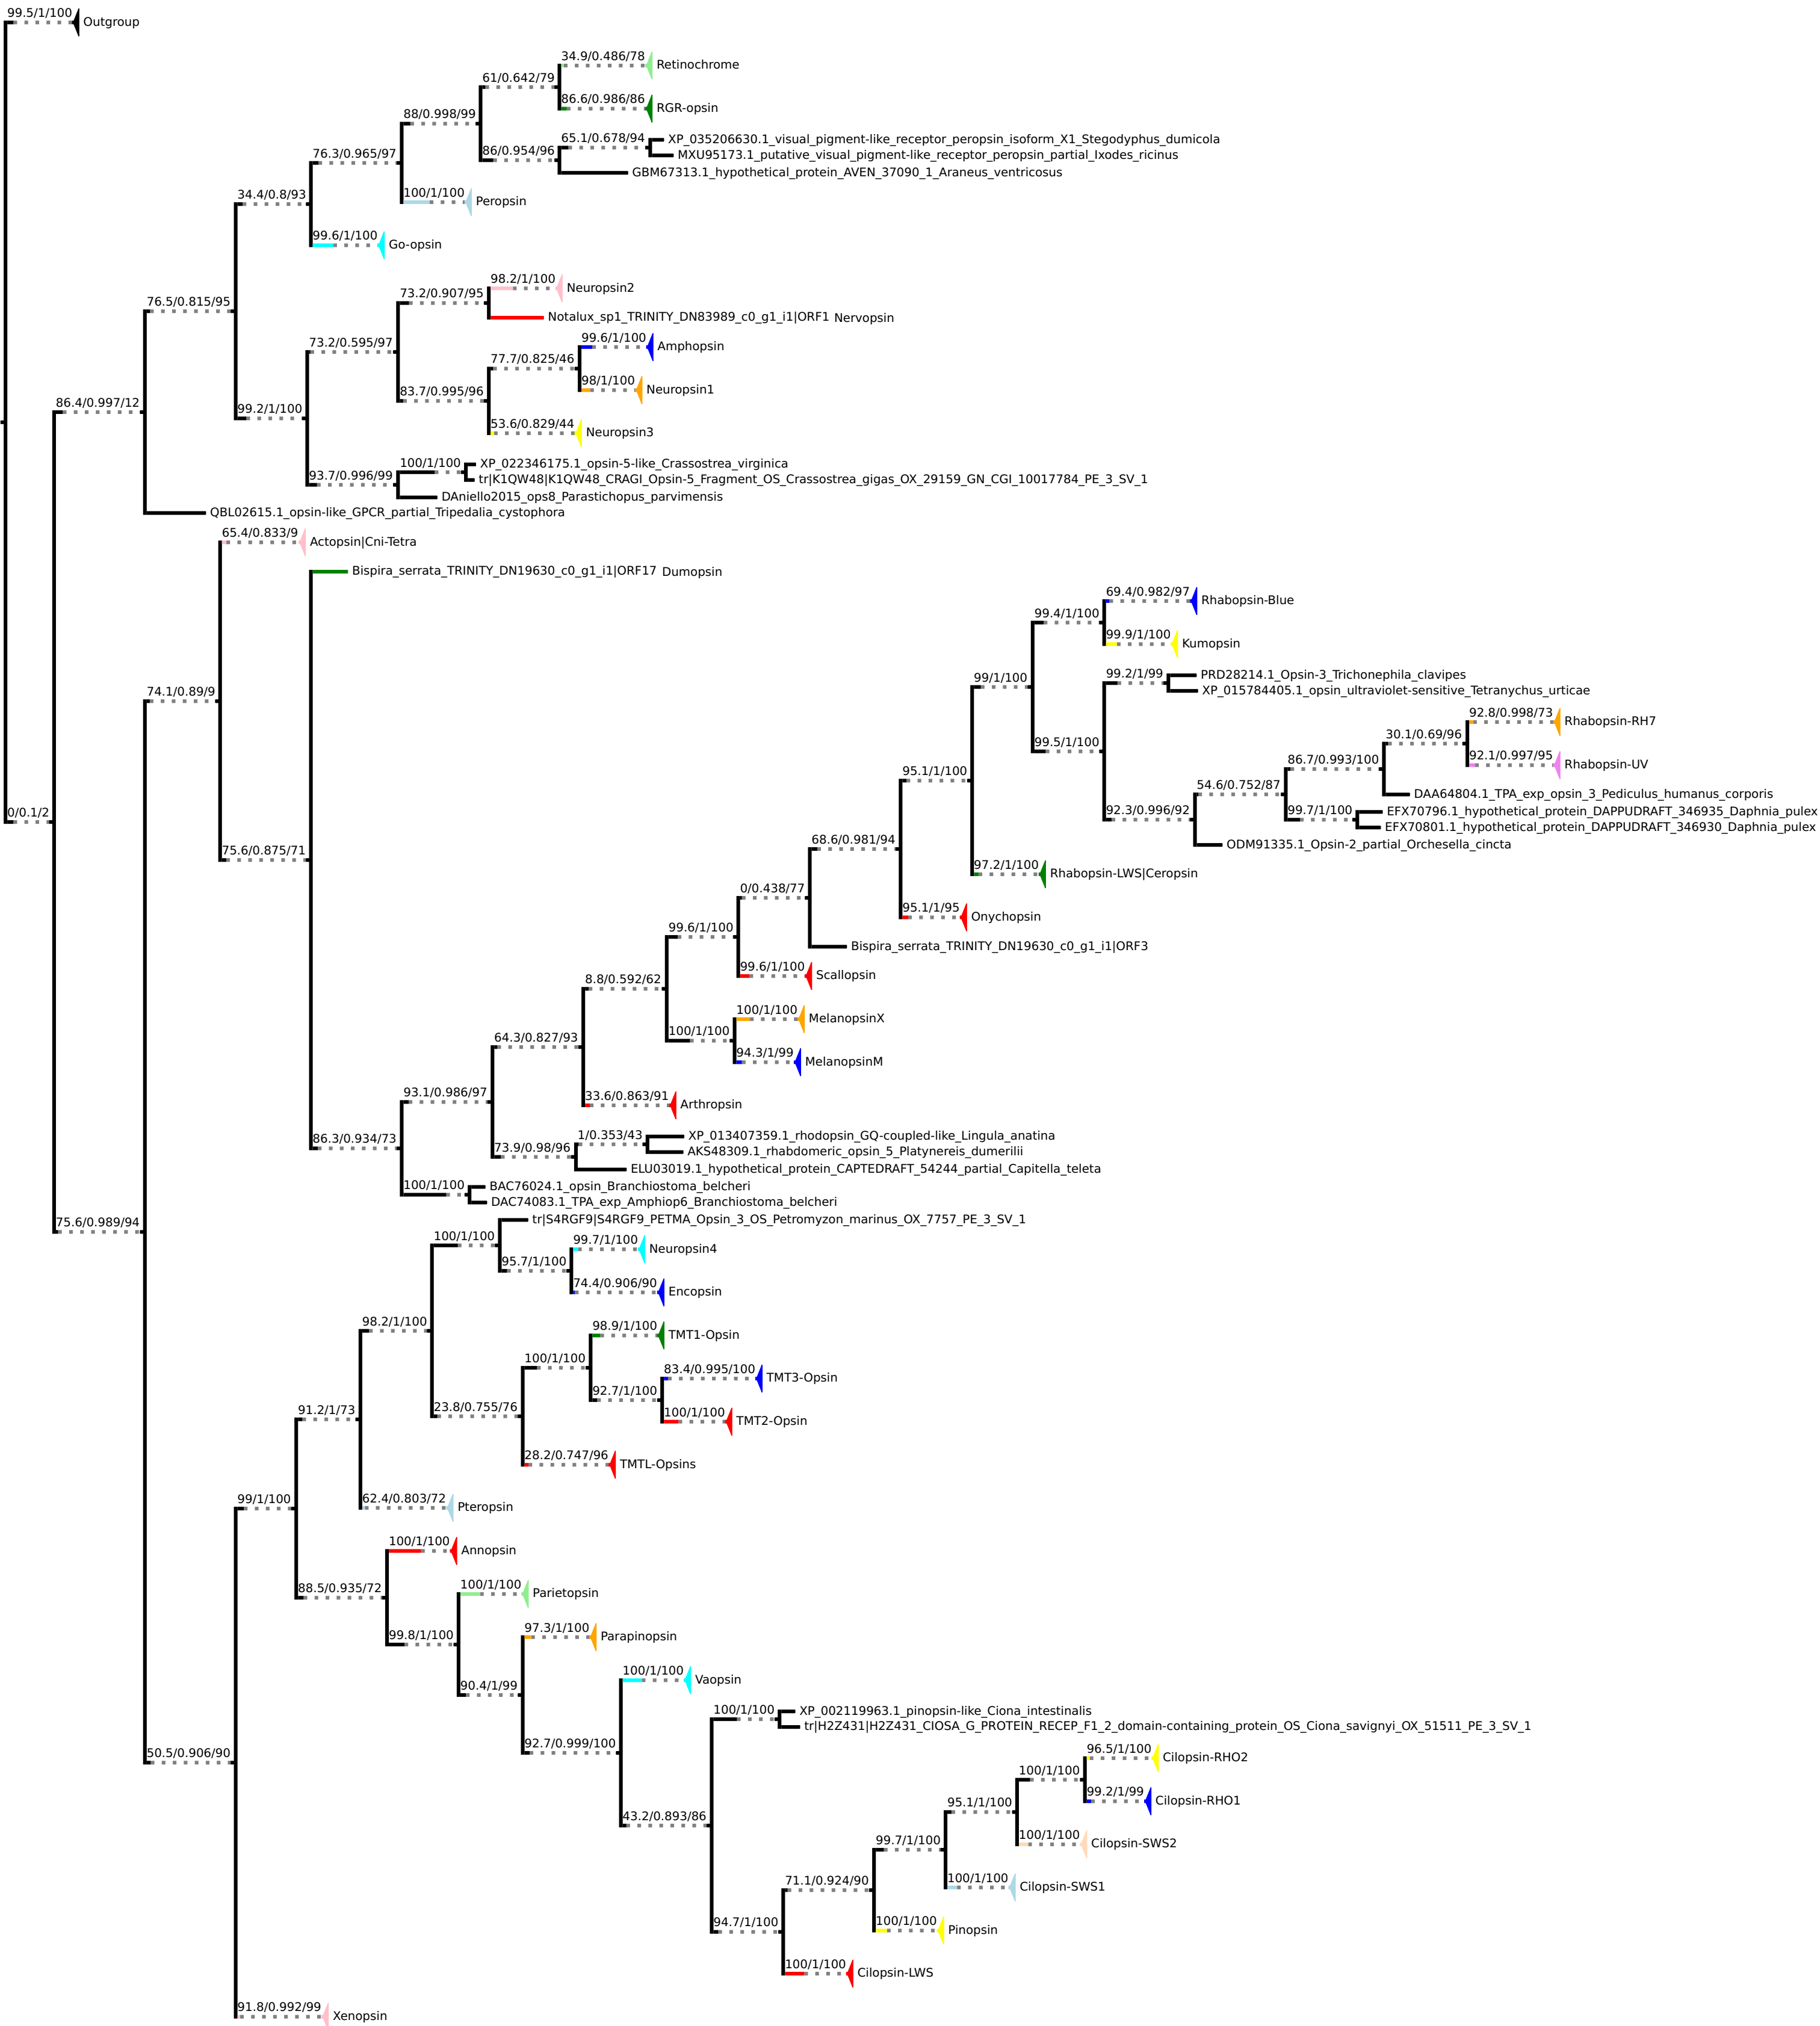 99.5/1/100 Outgroup
34.9/0.486/78 Retinochrome
61/0.642/79
86.6/0.986/86 RGR-opsin
88/0.998/99
65.1/0.678/94 XP_035206630.1_visual_pigment-like_receptor_peropsin_isoform_X1_Stegodyphus_dumicola
76.3/0.965/97
86/0.954/96
MXU95173.1_putative_visual_pigment-like_receptor_peropsin_partial_Ixodes_ricinus
GBM67313.1_hypothetical_protein_AVEN_37090_1_Araneus_ventricosus
34.4/0.8/93
100/1/100 Peropsin
99.6/1/100 Go-opsin
98.2/1/100 Neuropsin2
73.2/0.907/95
76.5/0.815/95
Notalux_sp1_TRINITY_DN83989_c0_g1_i1|ORF1 Nervopsin
99.6/1/100 Amphopsin
73.2/0.595/97
77.7/0.825/46
98/1/100 Neuropsin1
83.7/0.995/96
86.4/0.997/12
99.2/1/100
53.6/0.829/44 Neuropsin3
100/1/100 XP_022346175.1_opsin-5-like_Crassostrea_virginica
93.7/0.996/99
tr|K1QW48|K1QW48_CRAGI_Opsin-5_Fragment_OS_Crassostrea_gigas_OX_29159_GN_CGI_10017784_PE_3_SV_1
DAniello2015_ops8_Parastichopus_parvimensis
QBL02615.1_opsin-like_GPCR_partial_Tripedalia_cystophora
65.4/0.833/9 Actopsin|Cni-Tetra
Bispira_serrata_TRINITY_DN19630_c0_g1_i1|ORF17 Dumopsin
69.4/0.982/97 Rhabopsin-Blue
99.4/1/100
99.9/1/100 Kumopsin
99.2/1/99 PRD28214.1_Opsin-3_Trichonephila_clavipes
99/1/100
XP_015784405.1_opsin_ultraviolet-sensitive_Tetranychus_urticae
74.1/0.89/9
92.8/0.998/73 Rhabopsin-RH7
30.1/0.69/96
99.5/1/100
86.7/0.993/100
92.1/0.997/95 Rhabopsin-UV
95.1/1/100
54.6/0.752/87
DAA64804.1_TPA_exp_opsin_3_Pediculus_humanus_corporis
92.3/0.996/92
99.7/1/100 EFX70796.1_hypothetical_protein_DAPPUDRAFT_346935_Daphnia_pulex
0/0.1/2
EFX70801.1_hypothetical_protein_DAPPUDRAFT_346930_Daphnia_pulex
ODM91335.1_Opsin-2_partial_Orchesella_cincta
68.6/0.981/94
75.6/0.875/71
97.2/1/100 Rhabopsin-LWS|Ceropsin
0/0.438/77
95.1/1/95 Onychopsin
99.6/1/100
Bispira_serrata_TRINITY_DN19630_c0_g1_i1|ORF3
99.6/1/100 Scallopsin
8.8/0.592/62
100/1/100 MelanopsinX
100/1/100
64.3/0.827/93
94.3/1/99 MelanopsinM
93.1/0.986/97
33.6/0.863/91 Arthropsin
86.3/0.934/73
1/0.353/43 XP_013407359.1_rhodopsin_GQ-coupled-like_Lingula_anatina
73.9/0.98/96
AKS48309.1_rhabdomeric_opsin_5_Platynereis_dumerilii
ELU03019.1_hypothetical_protein_CAPTEDRAFT_54244_partial_Capitella_teleta
100/1/100 BAC76024.1_opsin_Branchiostoma_belcheri
DAC74083.1_TPA_exp_Amphiop6_Branchiostoma_belcheri
75.6/0.989/94
tr|S4RGF9|S4RGF9_PETMA_Opsin_3_OS_Petromyzon_marinus_OX_7757_PE_3_SV_1
100/1/100
99.7/1/100 Neuropsin4
95.7/1/100
74.4/0.906/90 Encopsin
98.2/1/100
98.9/1/100 TMT1-Opsin
100/1/100
83.4/0.995/100 TMT3-Opsin
92.7/1/100
91.2/1/73
23.8/0.755/76
100/1/100 TMT2-Opsin
28.2/0.747/96 TMTL-Opsins
99/1/100
62.4/0.803/72 Pteropsin
100/1/100 Annopsin
88.5/0.935/72
100/1/100 Parietopsin
99.8/1/100
97.3/1/100 Parapinopsin
90.4/1/99
100/1/100 Vaopsin
100/1/100 XP_002119963.1_pinopsin-like_Ciona_intestinalis
tr|H2Z431|H2Z431_CIOSA_G_PROTEIN_RECEP_F1_2_domain-containing_protein_OS_Ciona_savignyi_OX_51511_PE_3_SV_1
50.5/0.906/90
92.7/0.999/100
96.5/1/100 Cilopsin-RHO2
100/1/100
99.2/1/99 Cilopsin-RHO1
95.1/1/100
43.2/0.893/86
100/1/100 Cilopsin-SWS2
99.7/1/100
100/1/100 Cilopsin-SWS1
71.1/0.924/90
94.7/1/100
100/1/100 Pinopsin
100/1/100 Cilopsin-LWS
91.8/0.992/99 Xenopsin